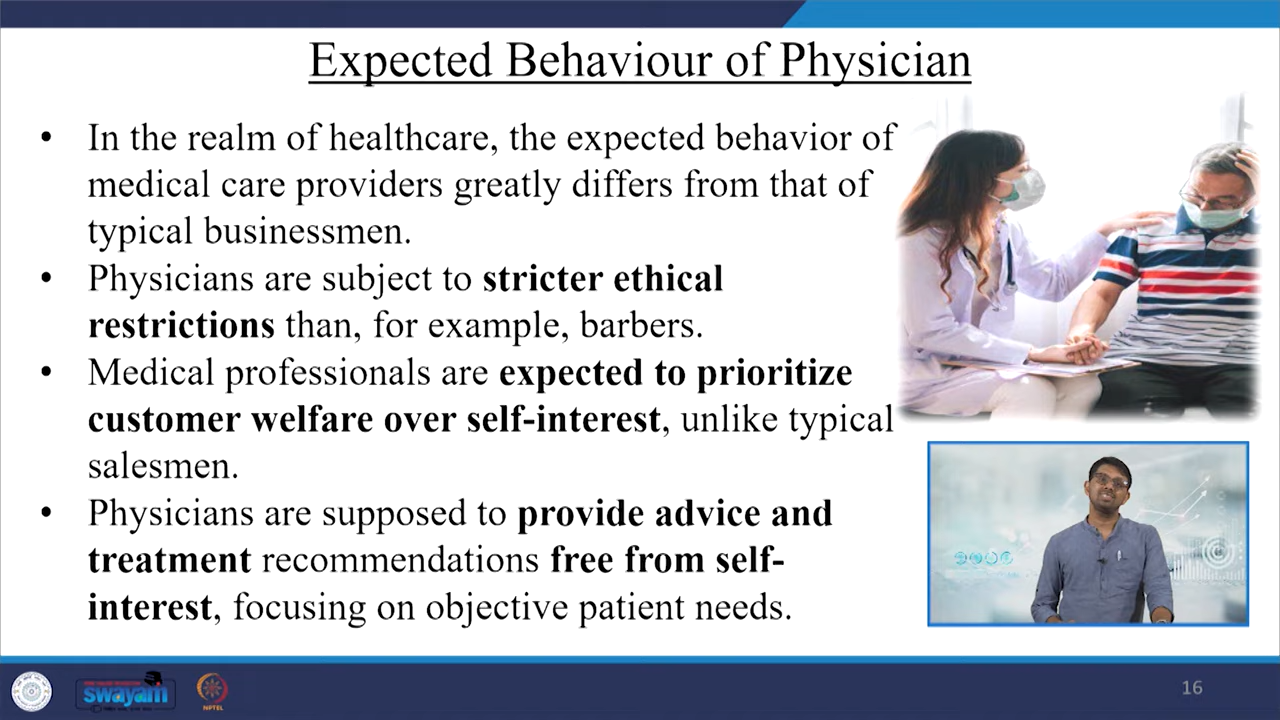 Expected Behaviour of Physician
• In the realm of healthcare, the expected behavior of
medical care providers greatly differs from that of
typical businessmen.
• Physicians are subject to stricter ethical
restrictions than, for example, barbers.
• Medical professionals are expected to prioritize
customer welfare over self-interest, unlike typical
salesmen.
• Physicians are supposed to provide advice and
treatment recommendations free from self-
interest, focusing on objective patient needs.
swayam
NPTEL
16